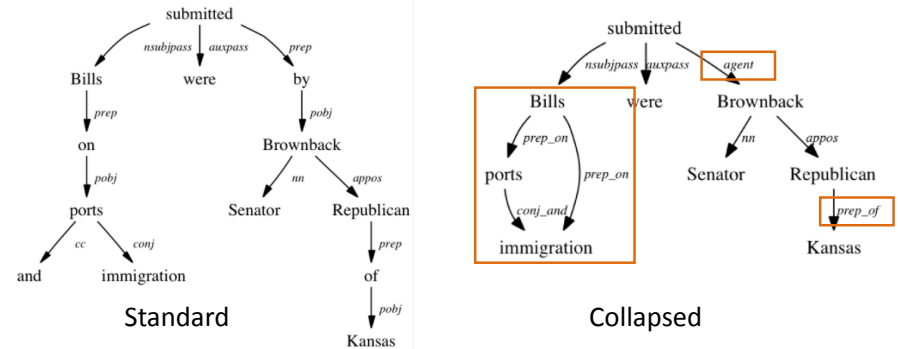 submitted
nsubjpass auxpass prep
Bills were by
prep pobj
on Brownback
pobj nn appos
ports Senator Republican
cc conj prep
and immigration of
pobj
Kansas
Standard
submitted
nsubjpass auxpass agent
Bills were Brownback
prep_on nn appos
ports prep_on Senator Republican
conj_and prep_of
immigration Kansas
Collapsed